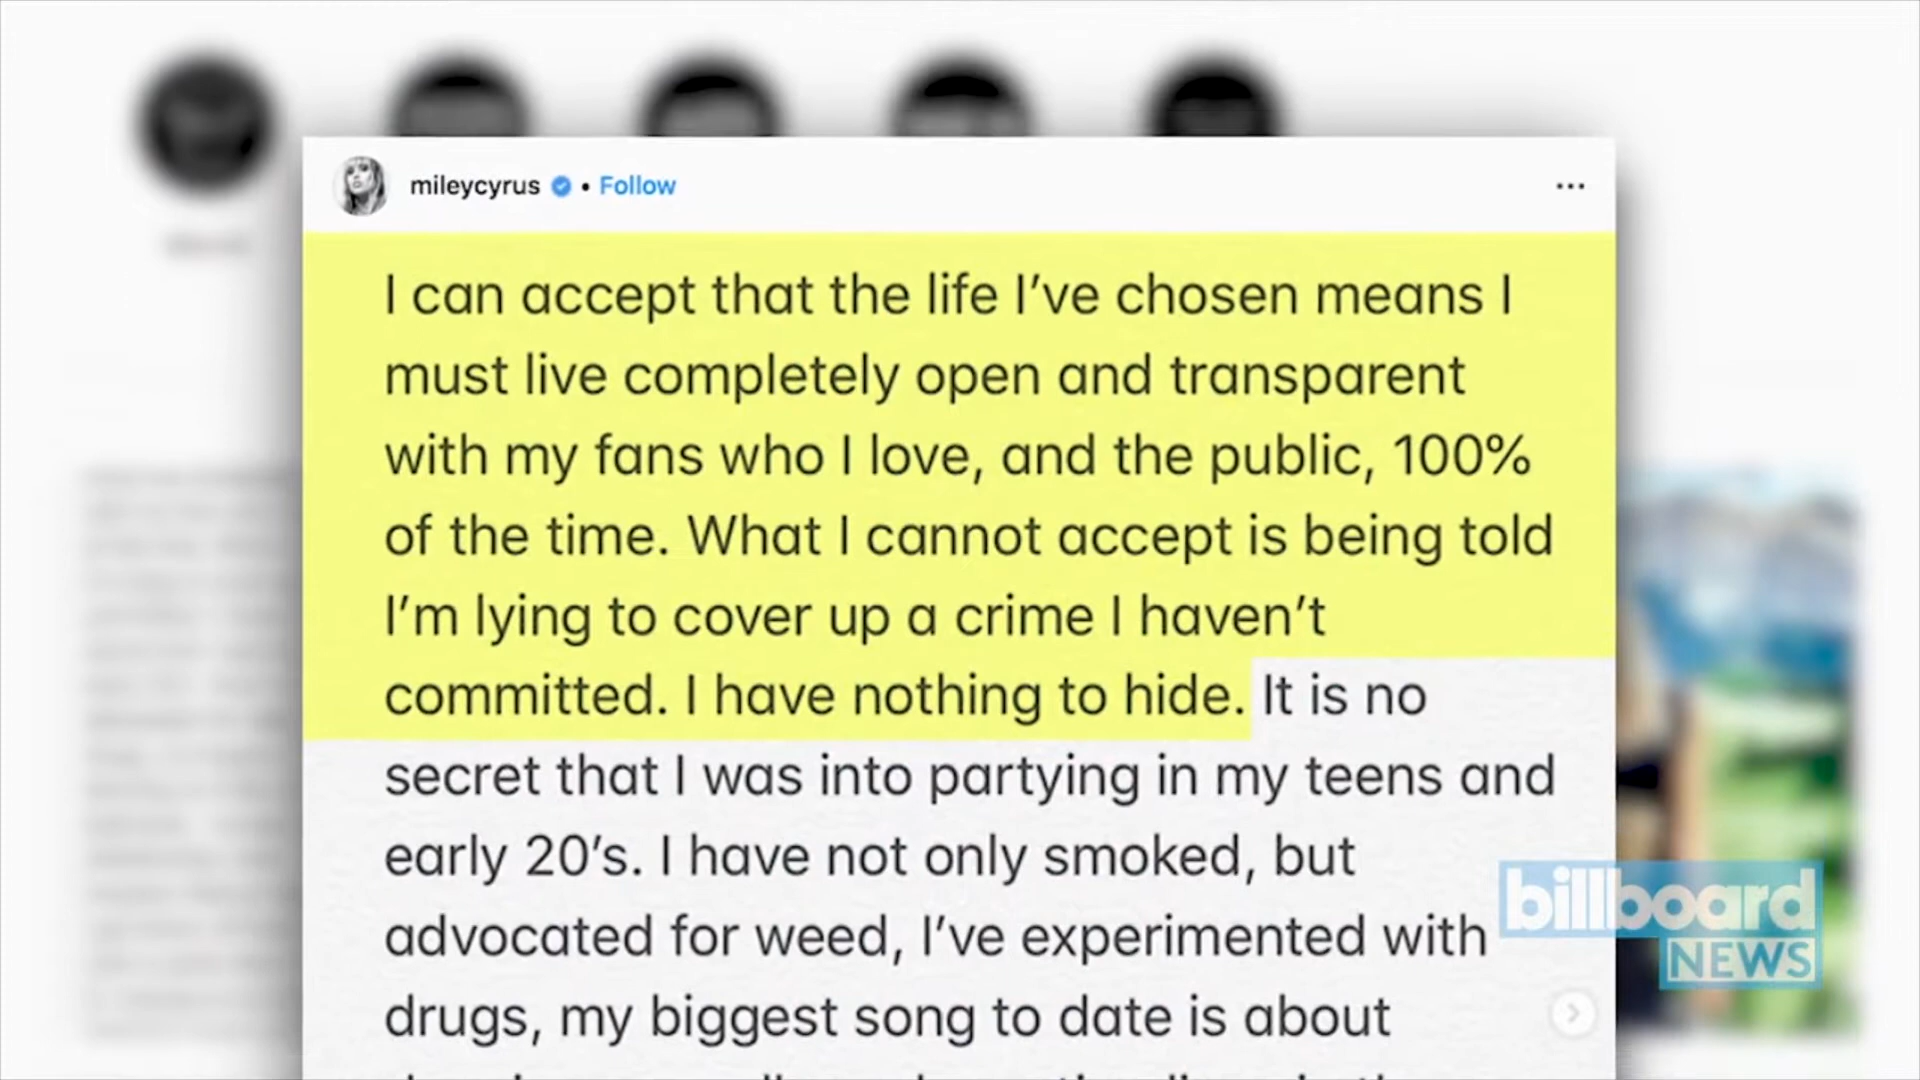 mileycyrus • Follow
I can accept that the life I've chosen means I
must live completely open and transparent
with my fans who I love, and the public, 100%
of the time. What I cannot accept is being told
I'm lying to cover up a crime I haven't
committed. I have nothing to hide. It is no
secret that I was into partying in my teens and
early 20's. I have not only smoked, but
advocated for weed, I've experimented with
drugs, my biggest song to date is about
billboard
NEWS